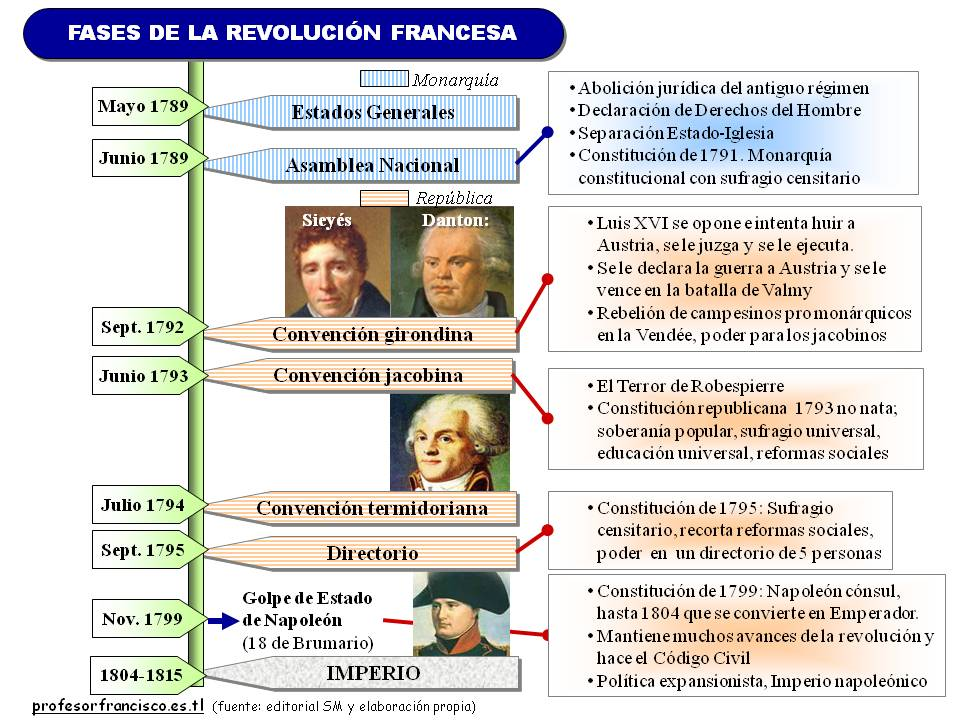 FASES DE LA REVOLUCIÓN FRANCESA
Monarquía
Mayo 1789
Estados Generales
Junio 1789
Asamblea Nacional
• Abolición jurídica del antiguo régimen
• Declaración de Derechos del Hombre
• Separación Estado-Iglesia
• Constitución de 1791. Monarquía
constitucional con sufragio censitario
República
Sieyés
Danton:
Sept. 1792
Convención girondina
• Luis XVI se opone e intenta huir a
Austria, se le juzga y se le ejecuta.
• Se le declara la guerra a Austria y se le
vence en la batalla de Valmy
• Rebelión de campesinos pro monárquicos
en la Vendée, poder para los jacobinos
Junio 1793
Convención jacobina
• El Terror de Robespierre
• Constitución republicana 1793 no nata;
soberanía popular, sufragio universal,
educación universal, reformas sociales
Julio 1794
Convención termidoriana
Sept. 1795
Directorio
• Constitución de 1795: Sufragio
censitario, recorta reformas sociales,
poder en un directorio de 5 personas
Nov. 1799
Golpe de Estado
de Napoleón
(18 de Brumario)
• Constitución de 1799: Napoleón cónsul,
hasta 1804 que se convierte en Emperador.
• Mantiene muchos avances de la revolución y
hace el Código Civil
• Política expansionista, Imperio napoleónico
1804-1815
IMPERIO
profesorfrancisco.es.tl (fuente: editorial SM y elaboración propia)